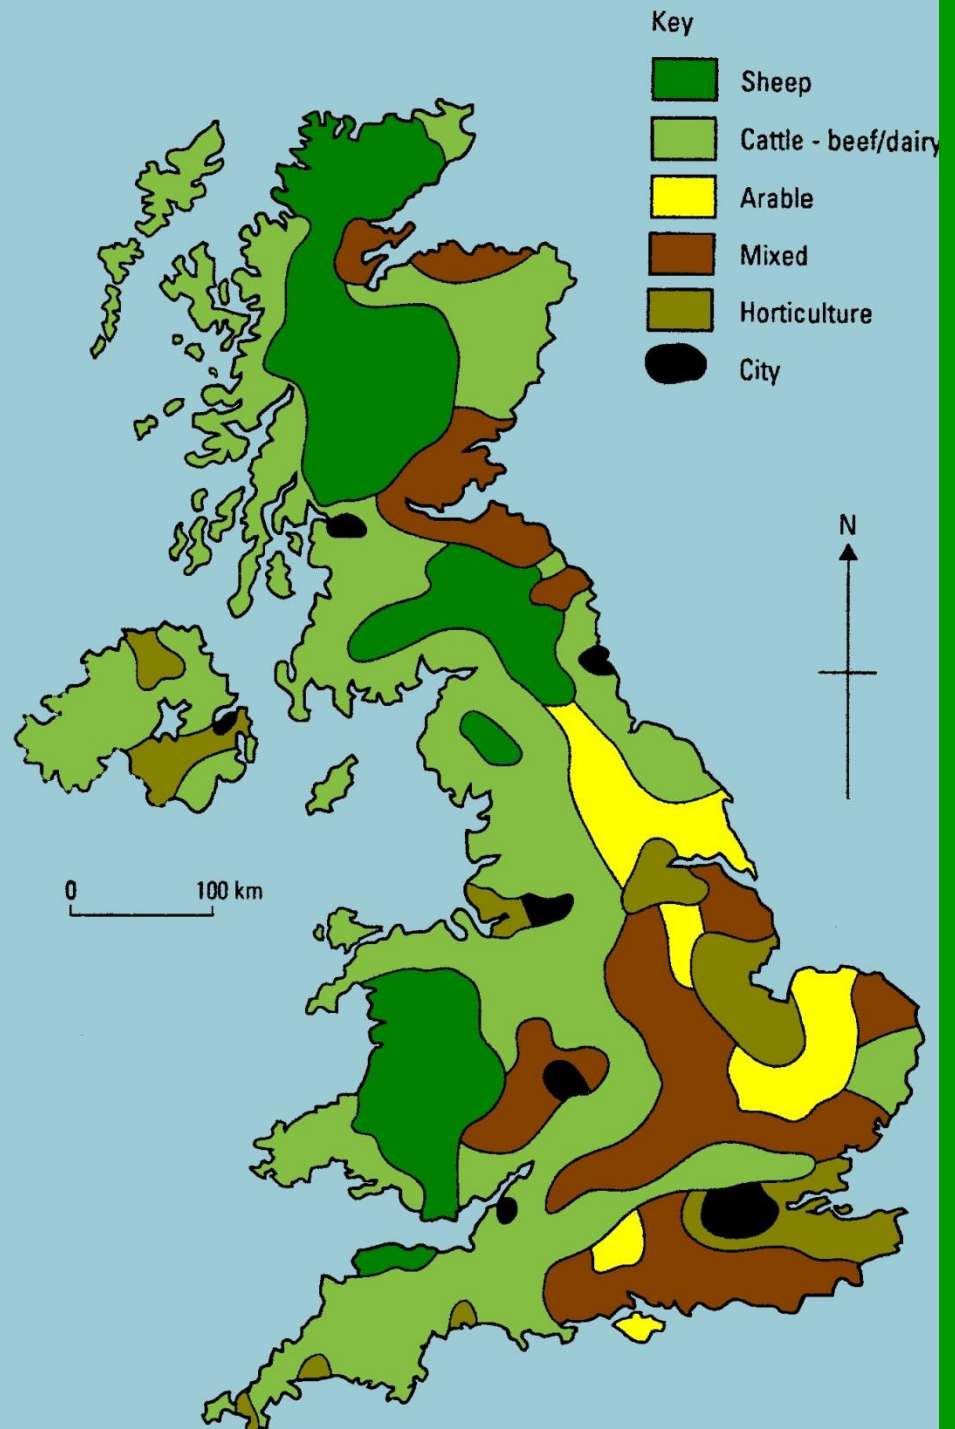 Key
Sheep
Cattle - beef/dairy
Arable
Mixed
Horticulture
City
N
0 100 km